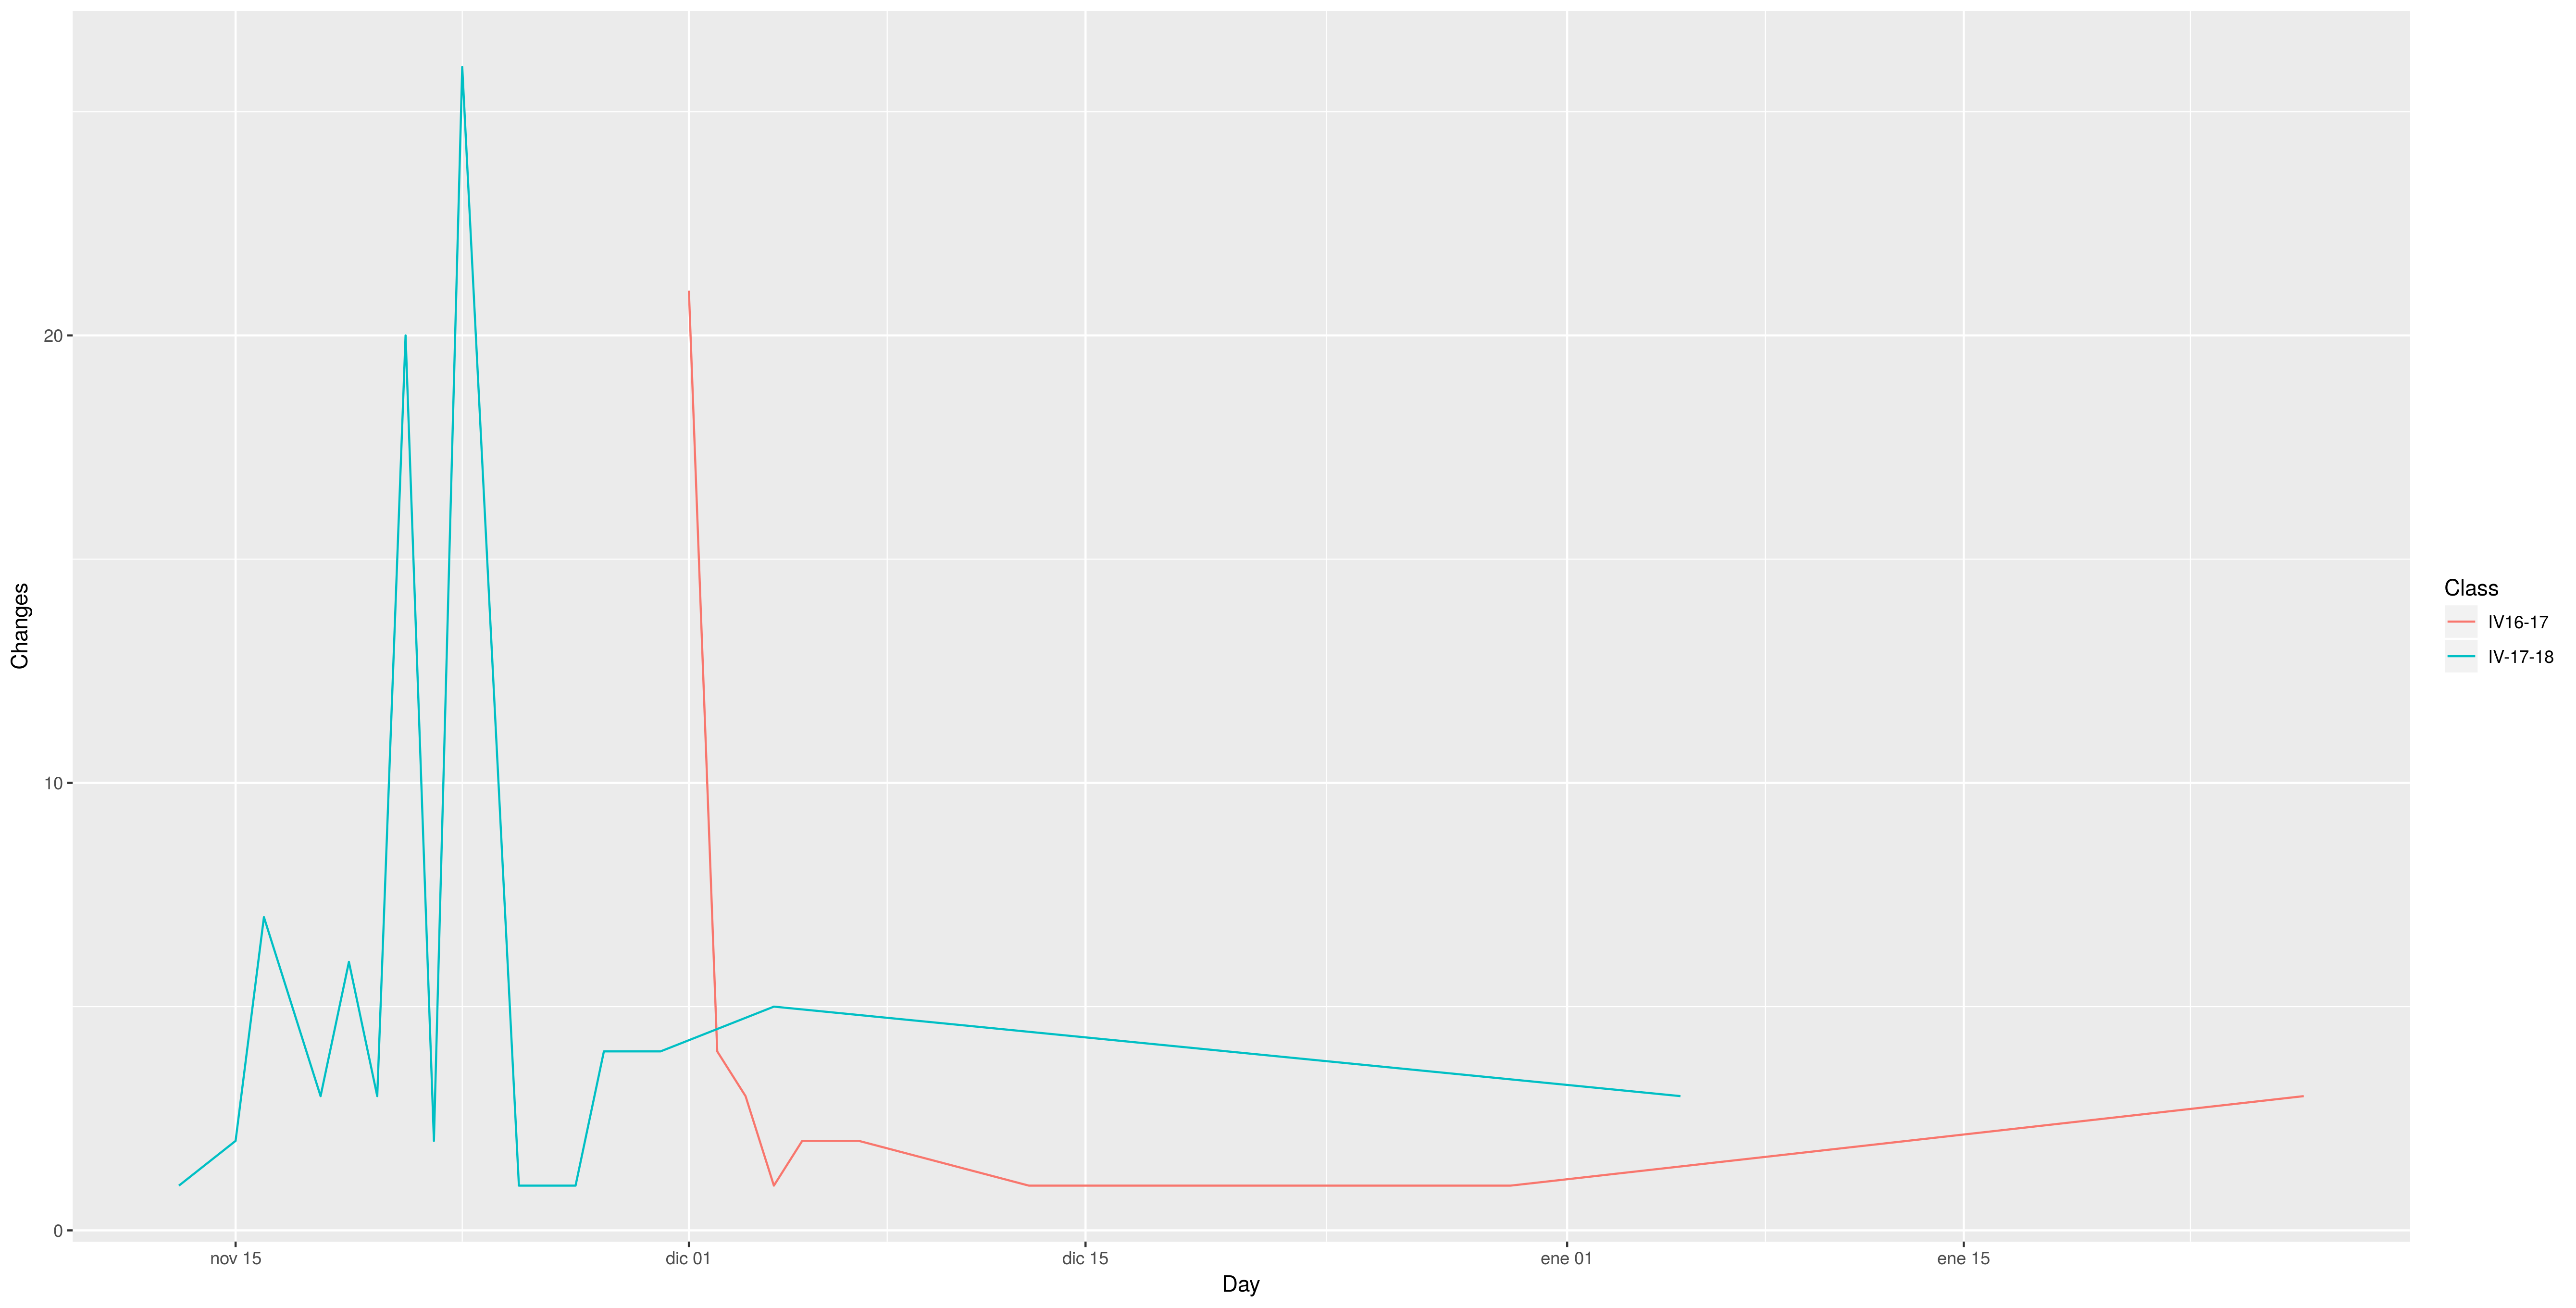 Changes
20
10
0
nov 15
dic 01
dic 15
ene 01
ene 15
Day
Class
IV16-17
IV-17-18